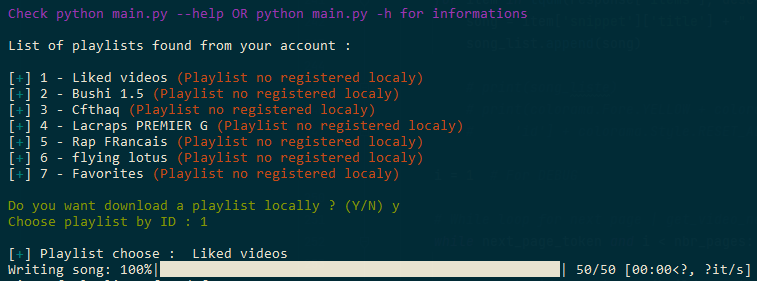 Check python main.py --help OR python main.py -h for informations
List of playlists found from your account :
[+] 1 - Liked videos (Playlist no registered localy)
[+] 2 - Bushi 1.5 (Playlist no registered localy)
[+] 3 - Cfthaq (Playlist no registered localy)
[+] 4 - Lacraps PREMIER G (Playlist no registered localy)
[+] 5 - Rap FRancais (Playlist no registered localy)
[+] 6 - flying lotus (Playlist no registered localy)
[+] 7 - Favorites (Playlist no registered localy)
Do you want download a playlist locally ? (Y/N) y
Choose playlist by ID : 1
[+] Playlist choose :  Liked videos
Writing song: 100%| | 50/50 [00:00<?, ?it/s]